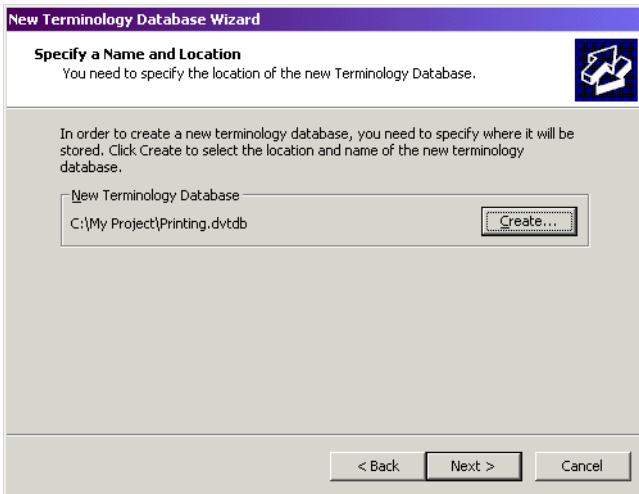 New Terminology Database Wizard
Specify a Name and Location
You need to specify the location of the new Terminology Database.
In order to create a new terminology database, you need to specify where it will be
stored. Click Create to select the location and name of the new terminology
database.
New Terminology Database
C:\My Project\Printing.dvtdb
Create...
< Back
Next >
Cancel